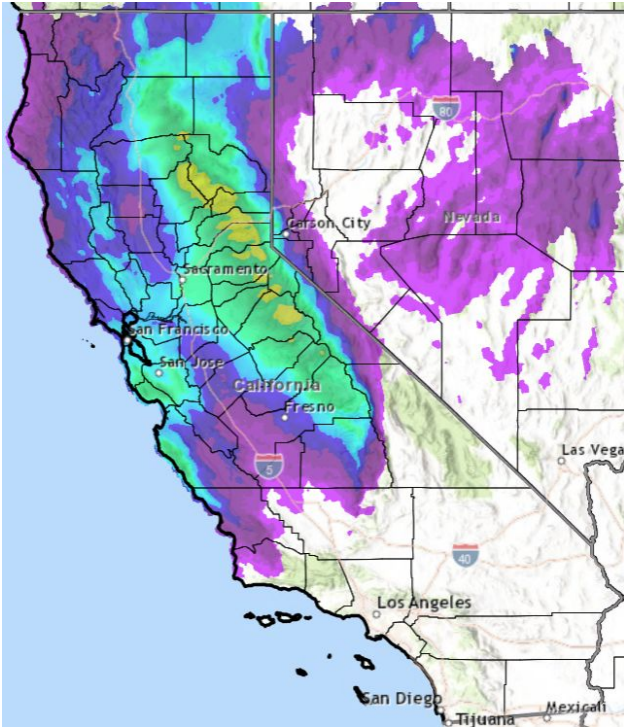 80
Carson City
Nevada
Sacramento
San Francisco
San Jose
California
Fresno
5
Las Vega
40
Los Angeles
San Diego
Tijuana
Mexicali